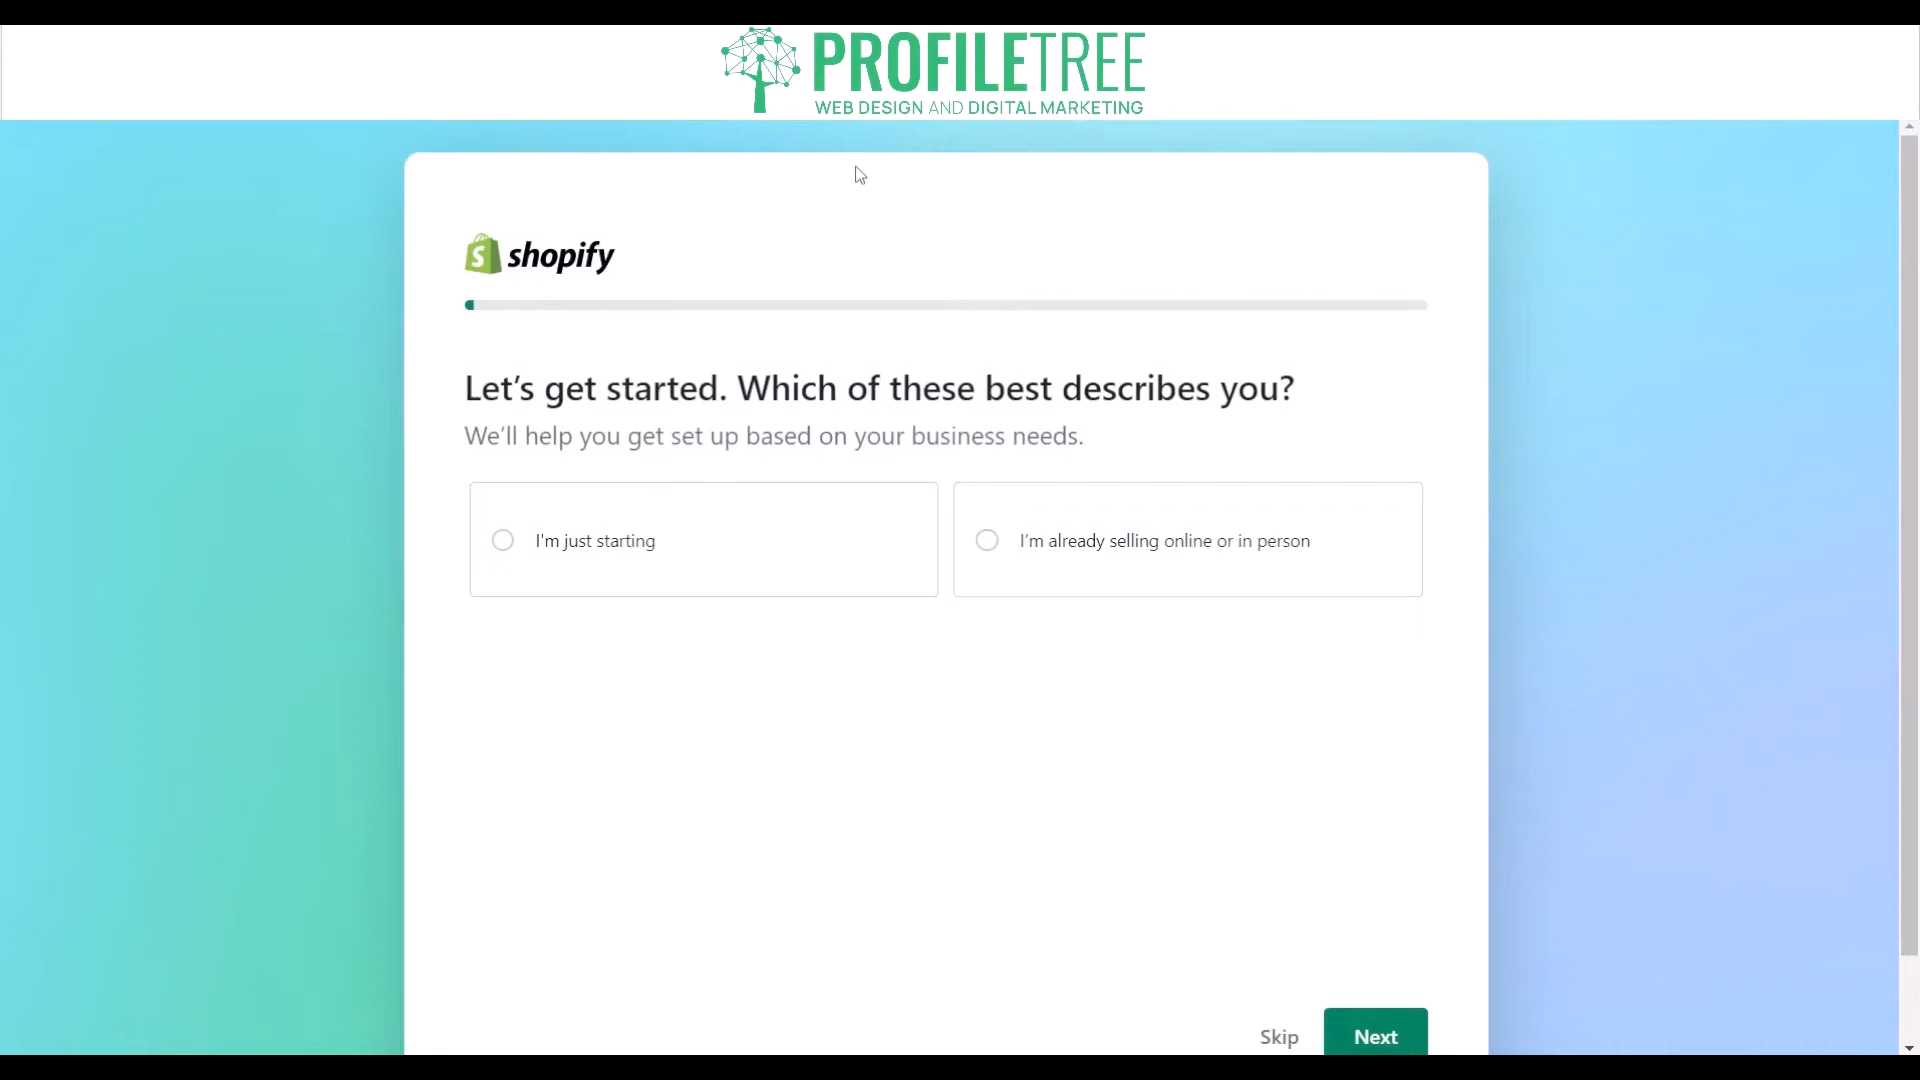 PROFILETREE
WEB DESIGN AND DIGITAL MARKETING
shopify
Let’s get started. Which of these best describes you?
We’ll help you get set up based on your business needs.
I'm just starting
I’m already selling online or in person
Skip
Next